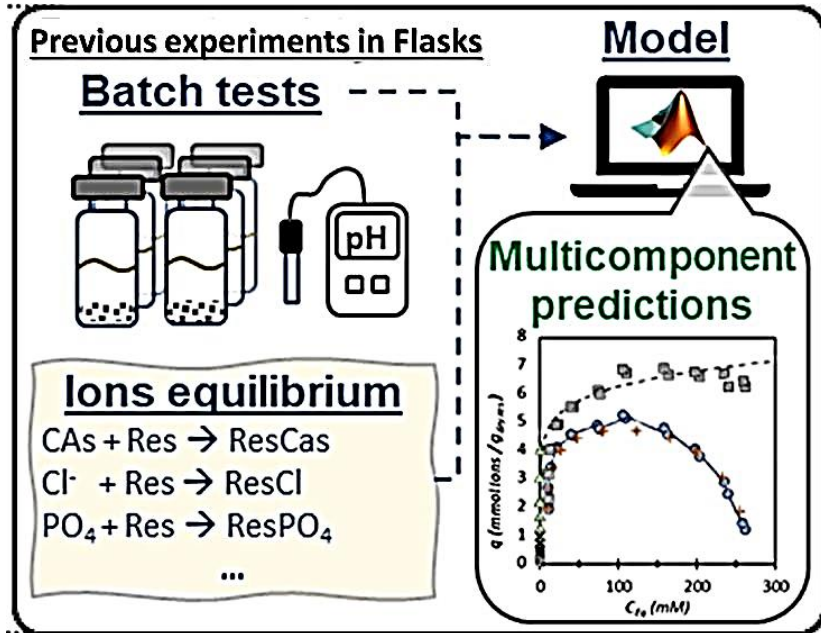 Previous experiments in Flasks
Batch tests
pH
Ions equilibrium
CAs + Res → ResCas
Cl⁻ + Res → ResCl
PO₄ + Res → ResPO₄
...
Model
Multicomponent
predictions
8
7
6
5
4
3
2
1
0
0 100 200 300
C (mM)